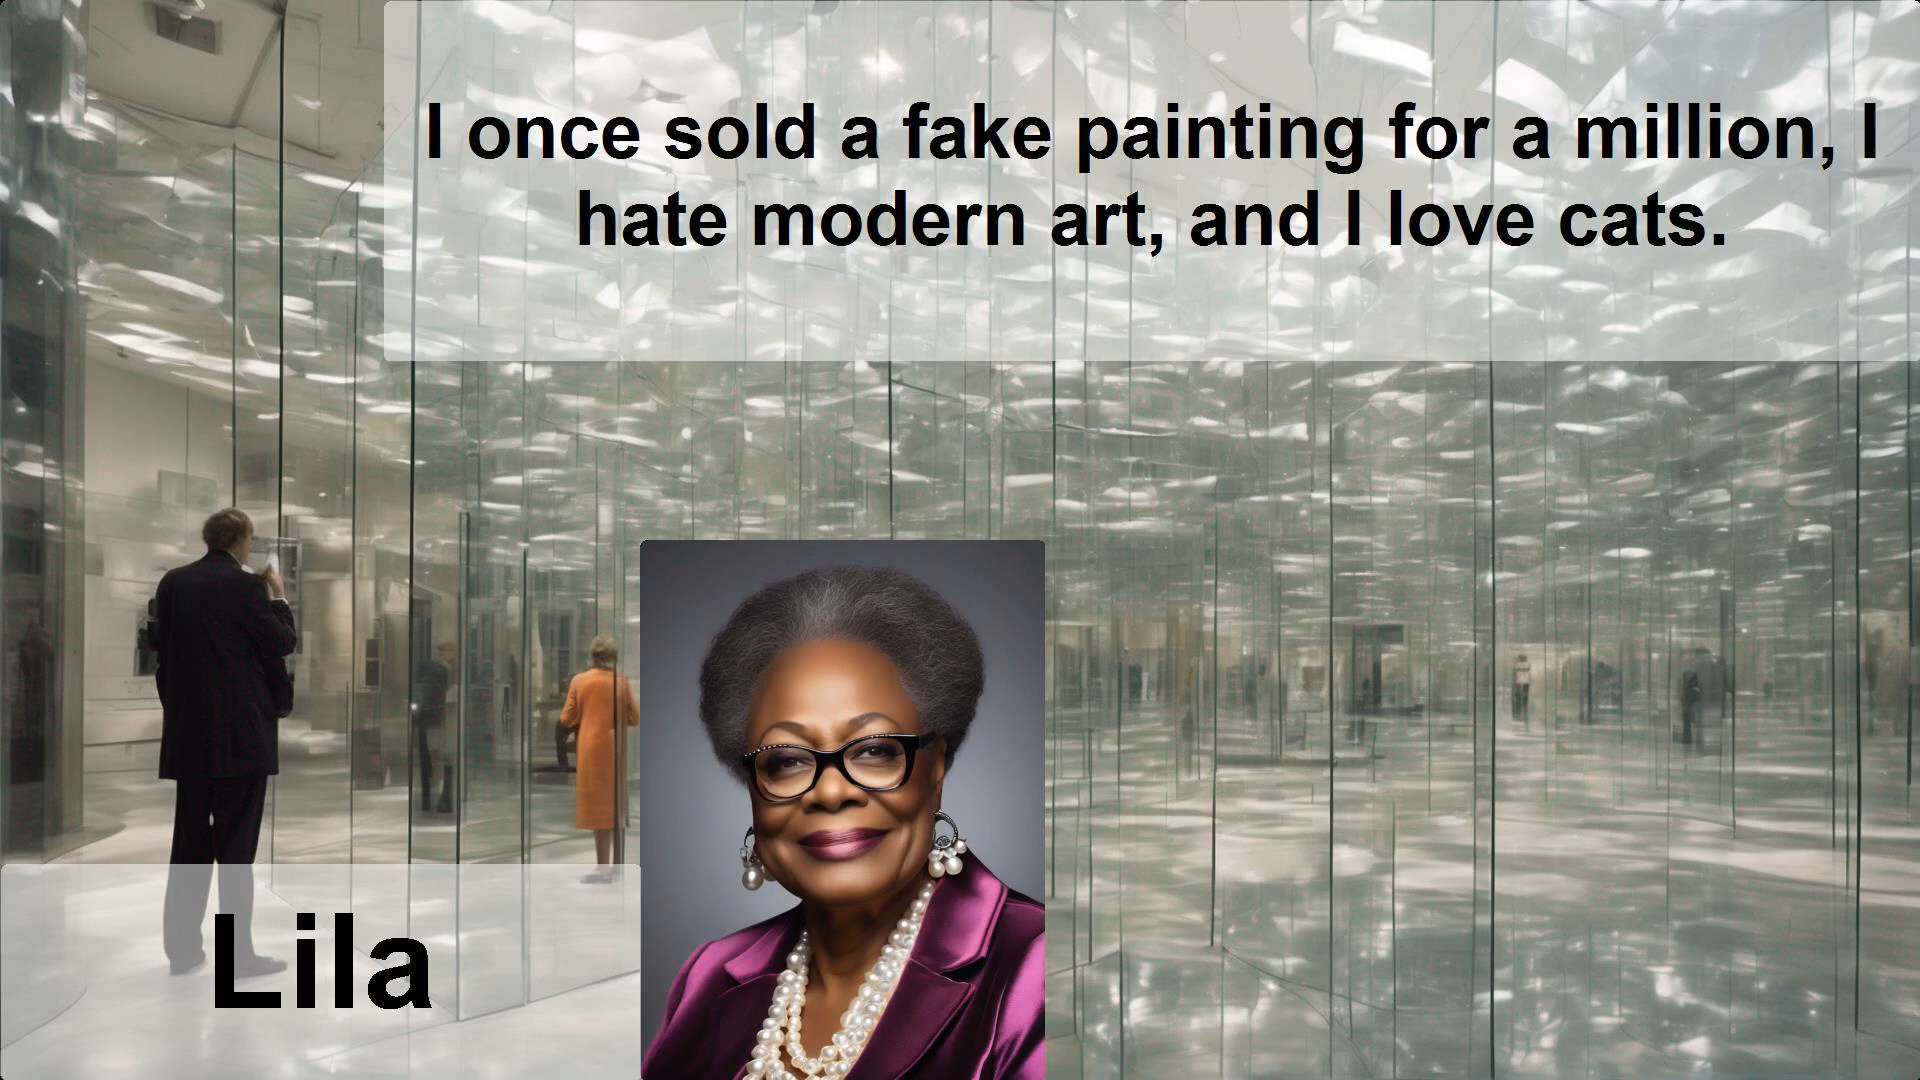 I once sold a fake painting for a million, I
hate modern art, and I love cats.
Lila